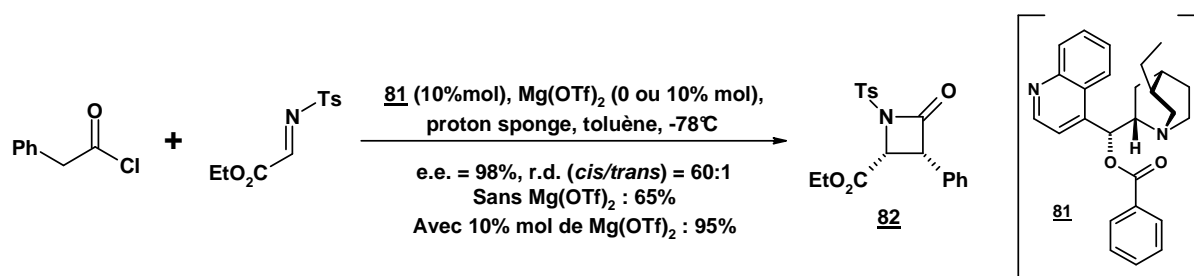 Ph
O
Cl
+
EtO₂C
N
Ts
81 (10%mol), Mg(OTf)₂ (0 ou 10% mol),
proton sponge, toluène, -78°C
e.e. = 98%, r.d. (cis/trans) = 60:1
Sans Mg(OTf)₂ : 65%
Avec 10% mol de Mg(OTf)₂ : 95%
Ts
N
O
EtO₂C
Ph
82
N
N
H
O
O
81